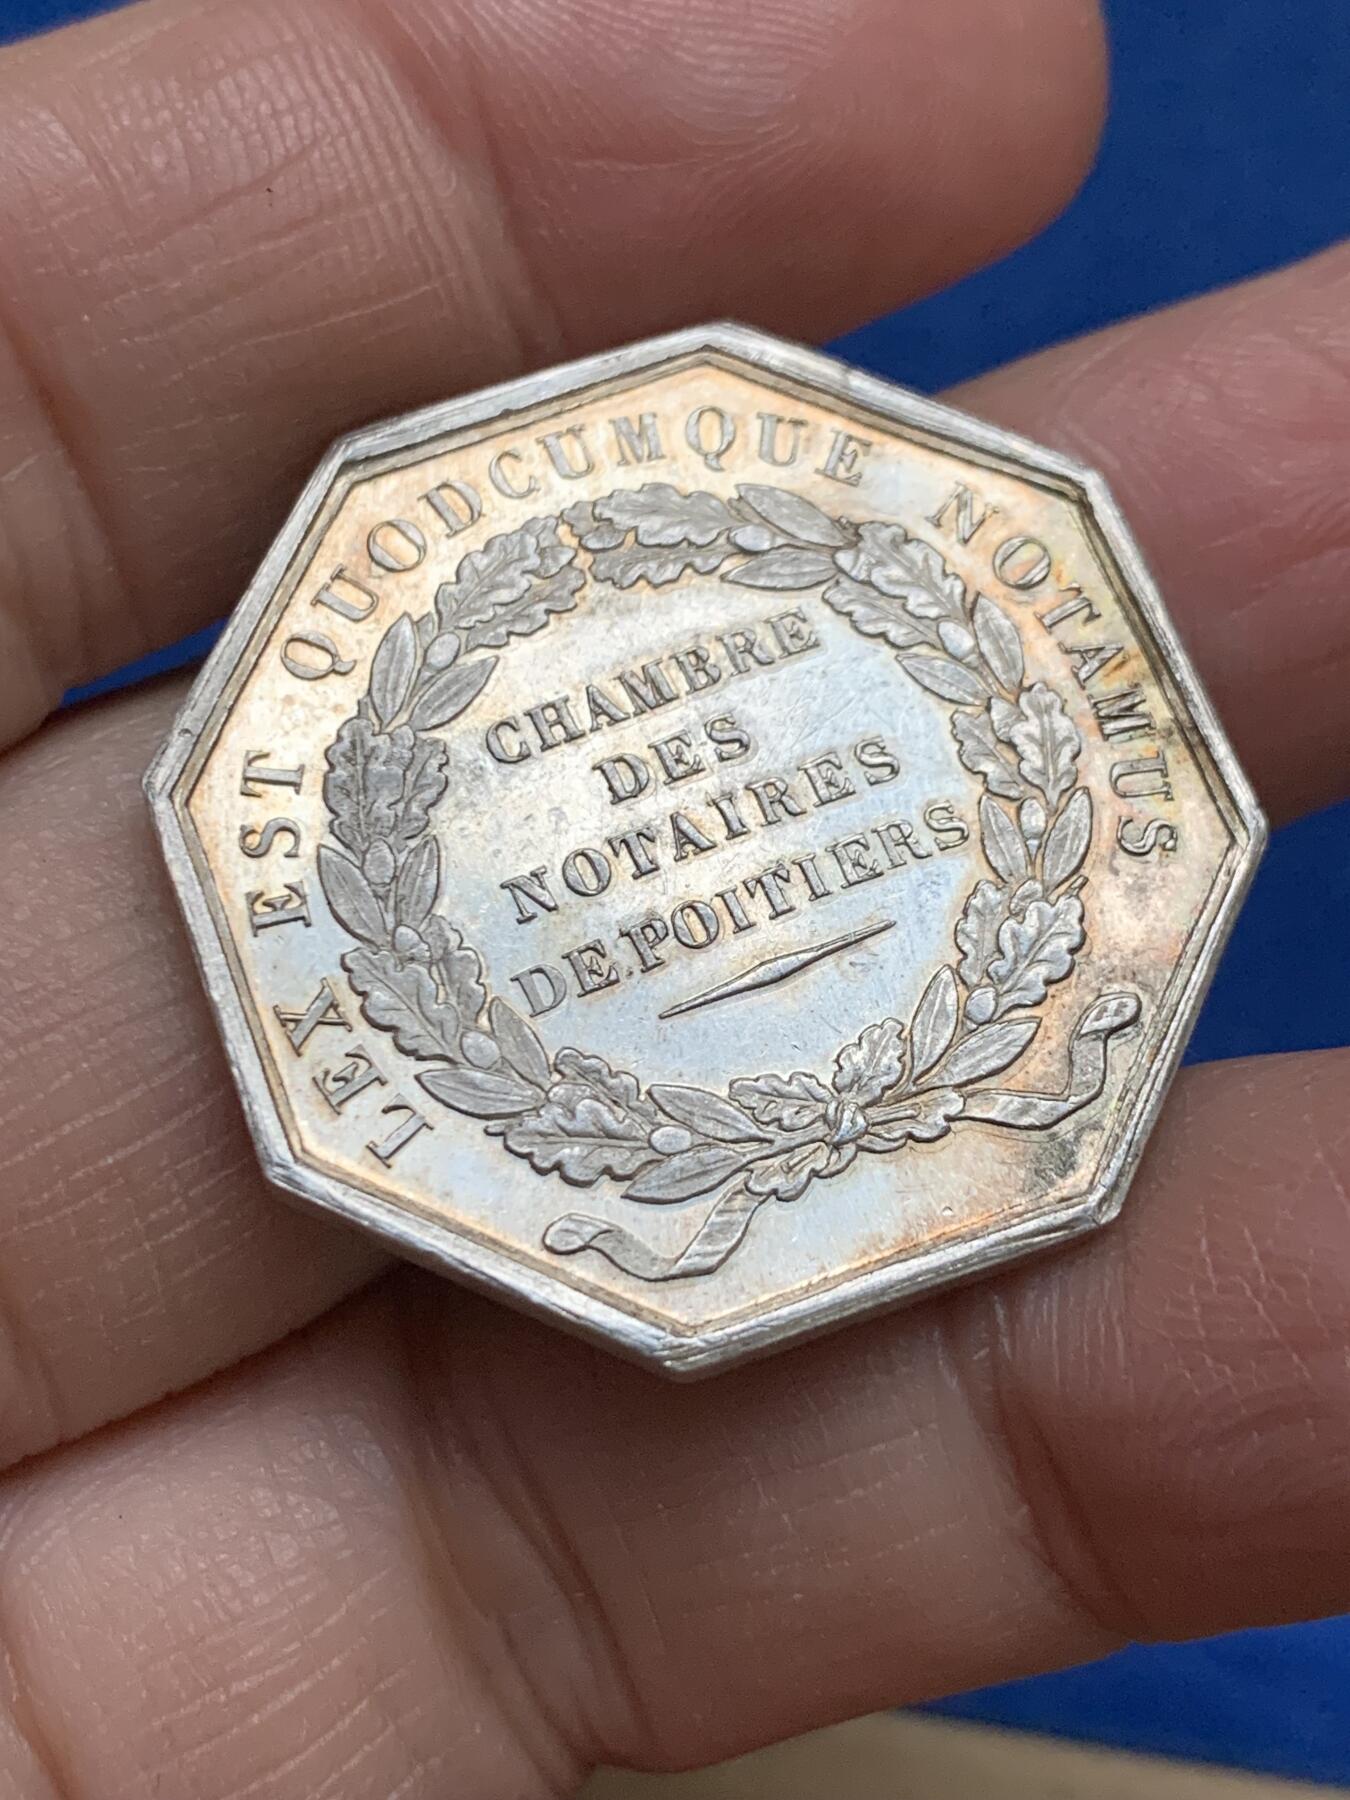 LEX EST QUODCUMQUE NOTAMUS
CHAMBRE
DES
NOTAIRES
DE POITIERS